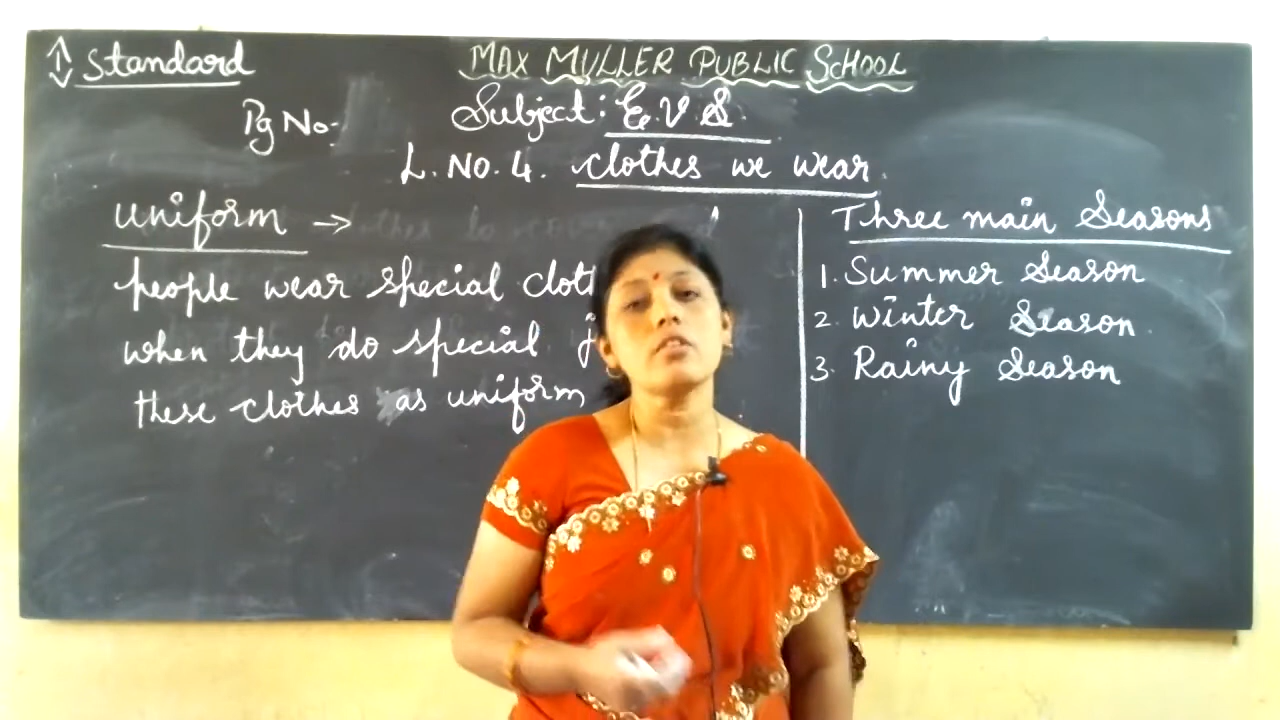 Standard
MAX MULLER PUBLIC SCHOOL
Pg No-
Subject: E.V.S.
L. No. 4. clothes we wear
uniform →
people wear special
when they do special
these clothes as uniform
Three main Seasons
1. Summer Season
2. Winter Season
3. Rainy Season